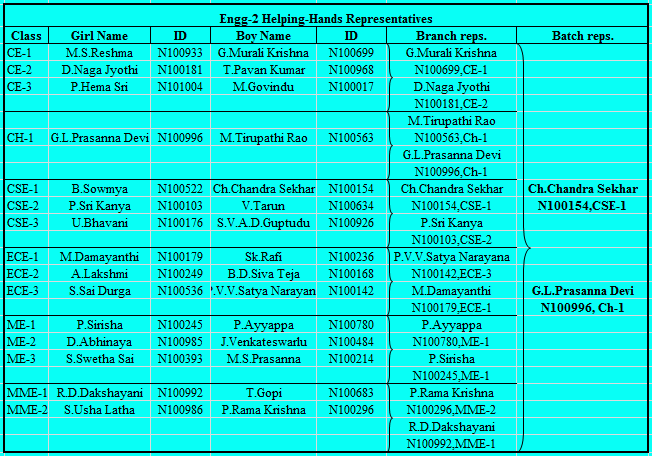 Engg-2 Helping-Hands Representatives
Class Girl Name ID Boy Name ID Branch reps. Batch reps.
CE-1 M.S.Reshma N100933 G.Murali Krishna N100699 G.Murali Krishna
CE-2 D.Naga Jyothi N100181 T.Pavan Kumar N100968 N100699,CE-1
CE-3 P.Hema Sri N101004 M.Govindu N100017 D.Naga Jyothi
N100181,CE-2
M.Tirupathi Rao
CH-1 G.L.Prasanna Devi N100996 M.Tirupathi Rao N100563 N100563,Ch-1
G.L.Prasanna Devi
N100996,Ch-1
CSE-1 B.Sowmya N100522 Ch.Chandra Sekhar N100154 Ch.Chandra Sekhar Ch.Chandra Sekhar
CSE-2 P.Sri Kanya N100103 V.Tarun N100634 N100154,CSE-1 N100154,CSE-1
CSE-3 U.Bhavani N100176 S.V.A.D.Guptudu N100926 P.Sri Kanya
N100103,CSE-2
ECE-1 M.Damayanthi N100179 Sk.Rafi N100236 P.V.V.Satya Narayana
ECE-2 A.Lakshmi N100249 B.D.Siva Teja N100168 N100142,ECE-3
ECE-3 S.Sai Durga N100536 P.V.V.Satya Narayan N100142 M.Damayanthi G.L.Prasanna Devi
N100179,ECE-1 N100996, Ch-1
ME-1 P.Sirisha N100245 P.Ayyappa N100780 P.Ayyappa
ME-2 D.Abhinaya N100985 J.Venkateswarlu N100484 N100780,ME-1
ME-3 S.Swetha Sai N100393 M.S.Prasanna N100214 P.Sirisha
N100245,ME-1
MME-1 R.D.Dakshayani N100992 T.Gopi N100683 P.Rama Krishna
MME-2 S.Usha Latha N100986 P.Rama Krishna N100296 N100296,MME-2
R.D.Dakshayani
N100992,MME-1